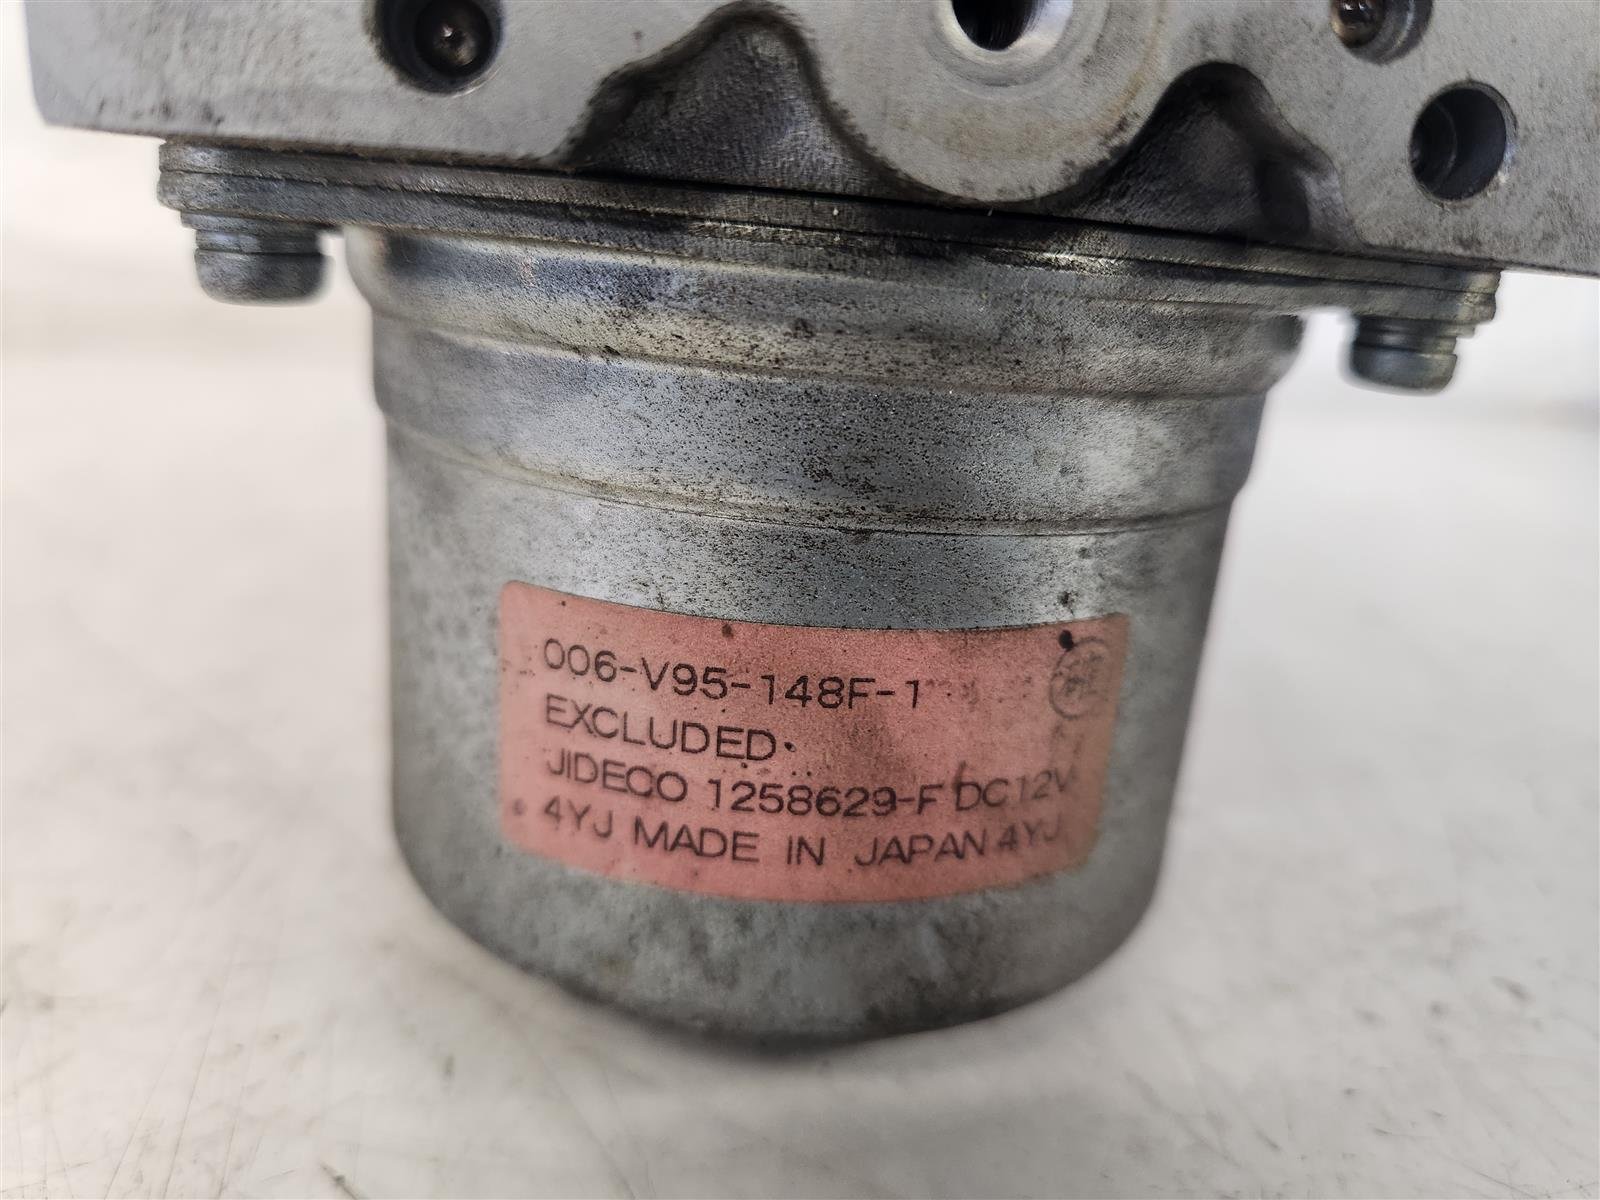 006-V95-148F-1
EXCLUDED
JIDECO 1258629-F DC12V
4YJ MADE IN JAPAN 4YJ